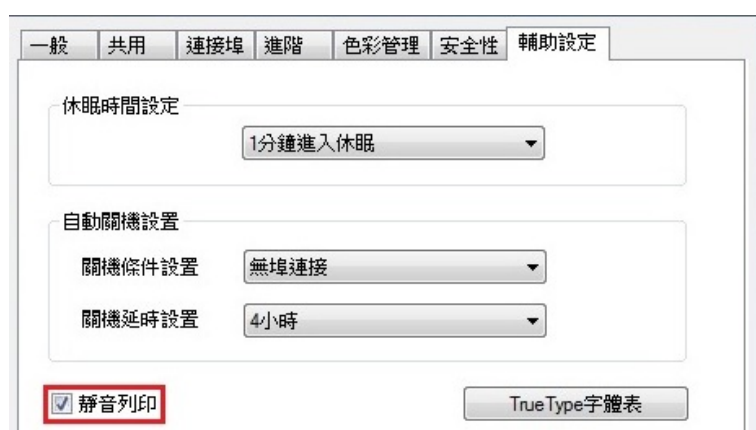 一般 共用 連接埠 進階 色彩管理 安全性 輔助設定
休眠時間設定
1分鐘進入休眠
自動關機設置
關機條件設置 無埠連接
關機延時設置 4小時
靜音列印 TrueType字體表